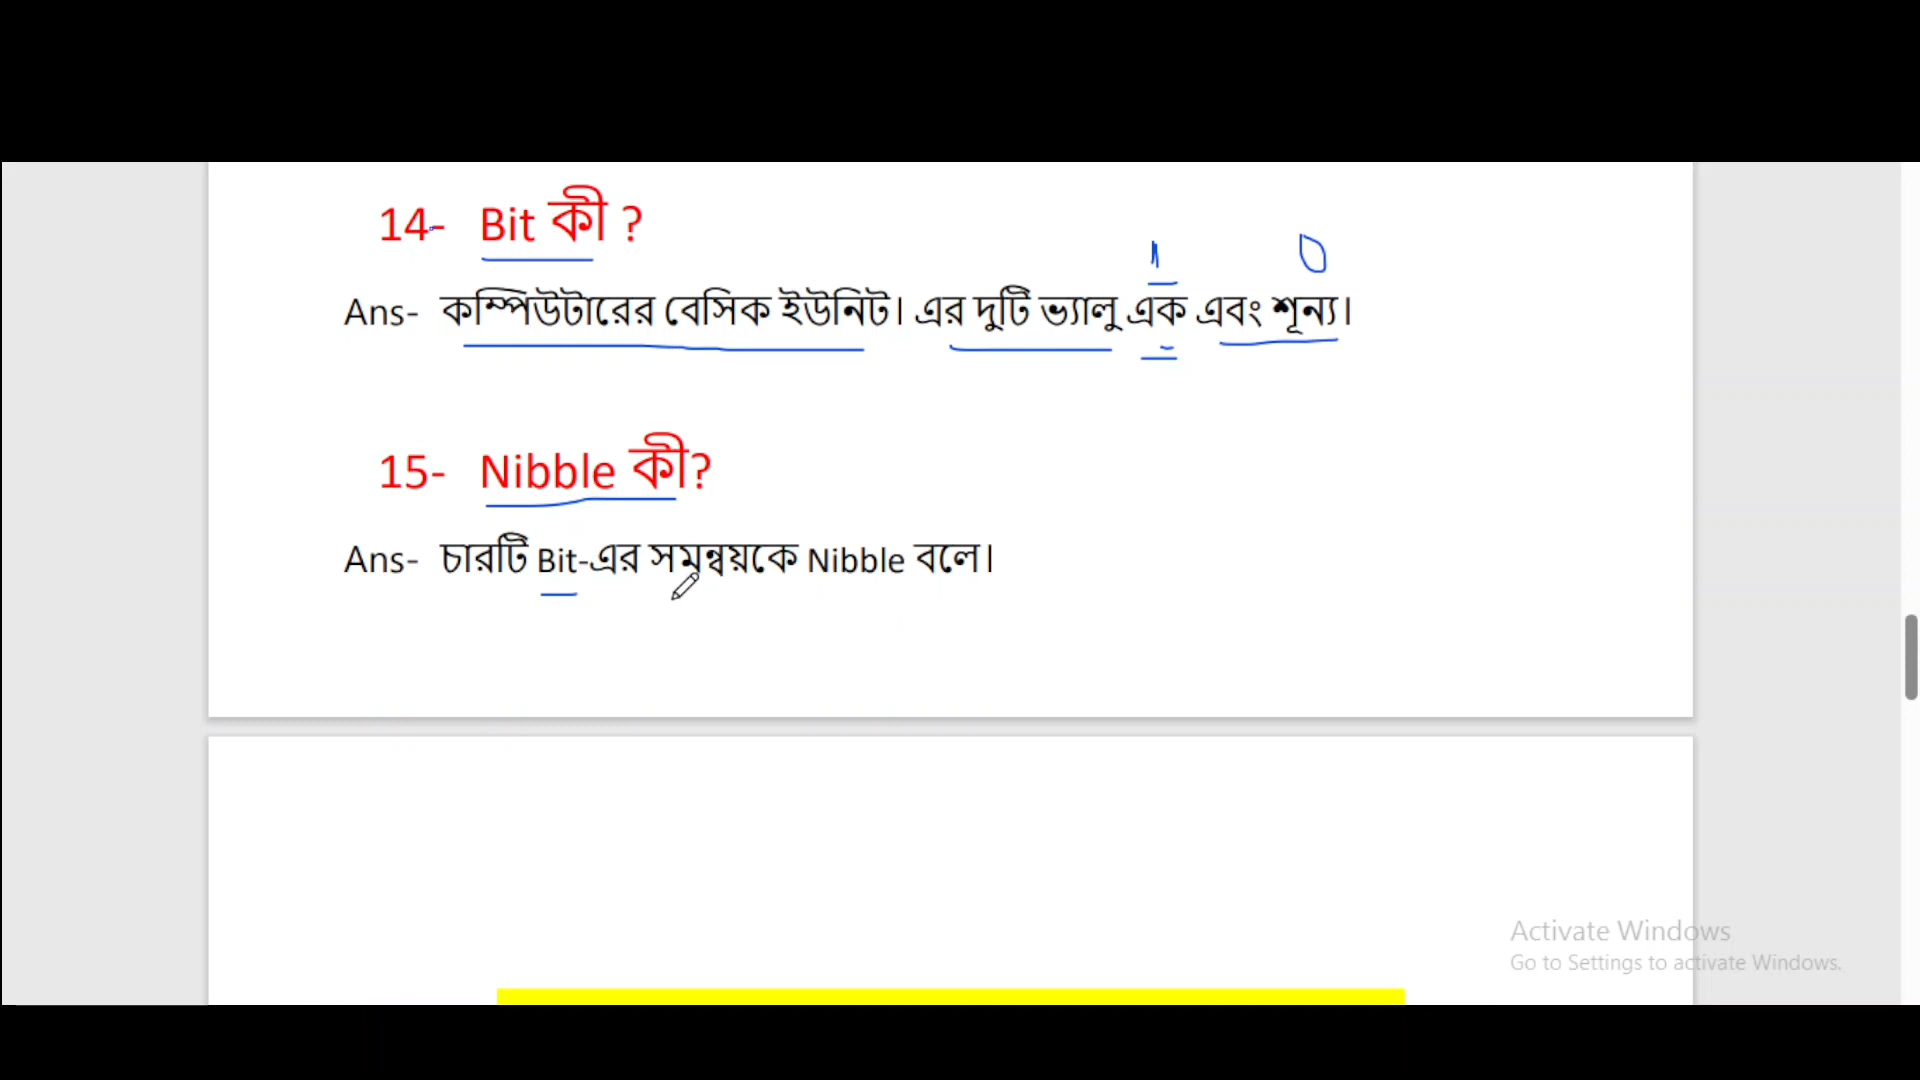 14- Bit কী ?
1 0
Ans- কম্পিউটারের বেসিক ইউনিট। এর দুটি ভ্যালু এক এবং শূন্য।
15- Nibble কী?
Ans- চারটি Bit-এর সমন্বয়কে Nibble বলে।
Activate Windows
Go to Settings to activate Windows.